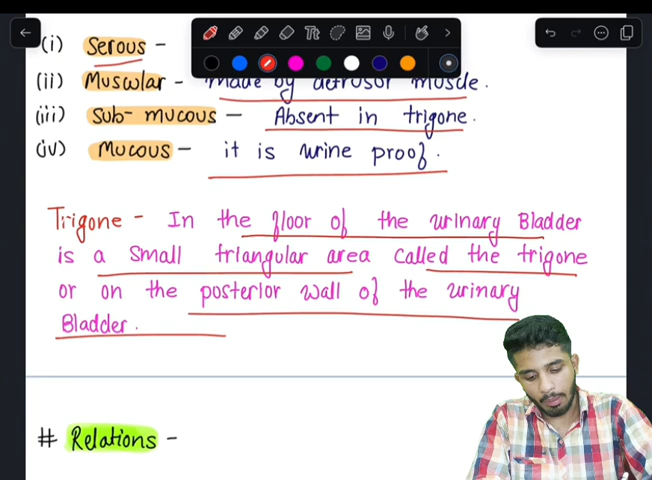 (i) Serous -
(ii) Muscular - made by detrusor muscle.
(iii) Sub-mucous - Absent in trigone.
(iv) Mucous - it is urine proof.
Trigone - In the floor of the urinary Bladder
is a small triangular area called the trigone
or on the posterior wall of the urinary
Bladder.
# Relations -